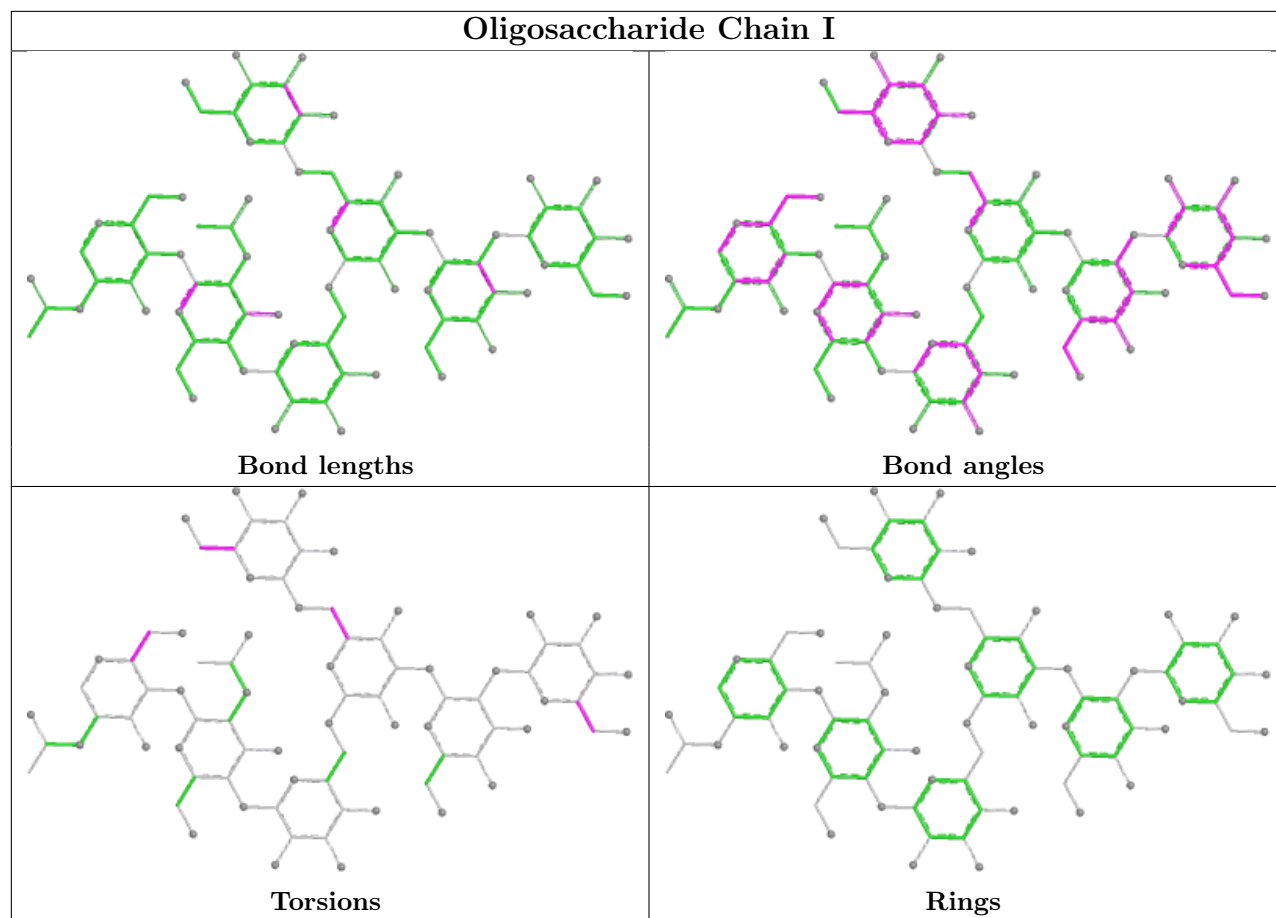 Oligosaccharide Chain I
Bond lengths
Bond angles
Torsions
Rings